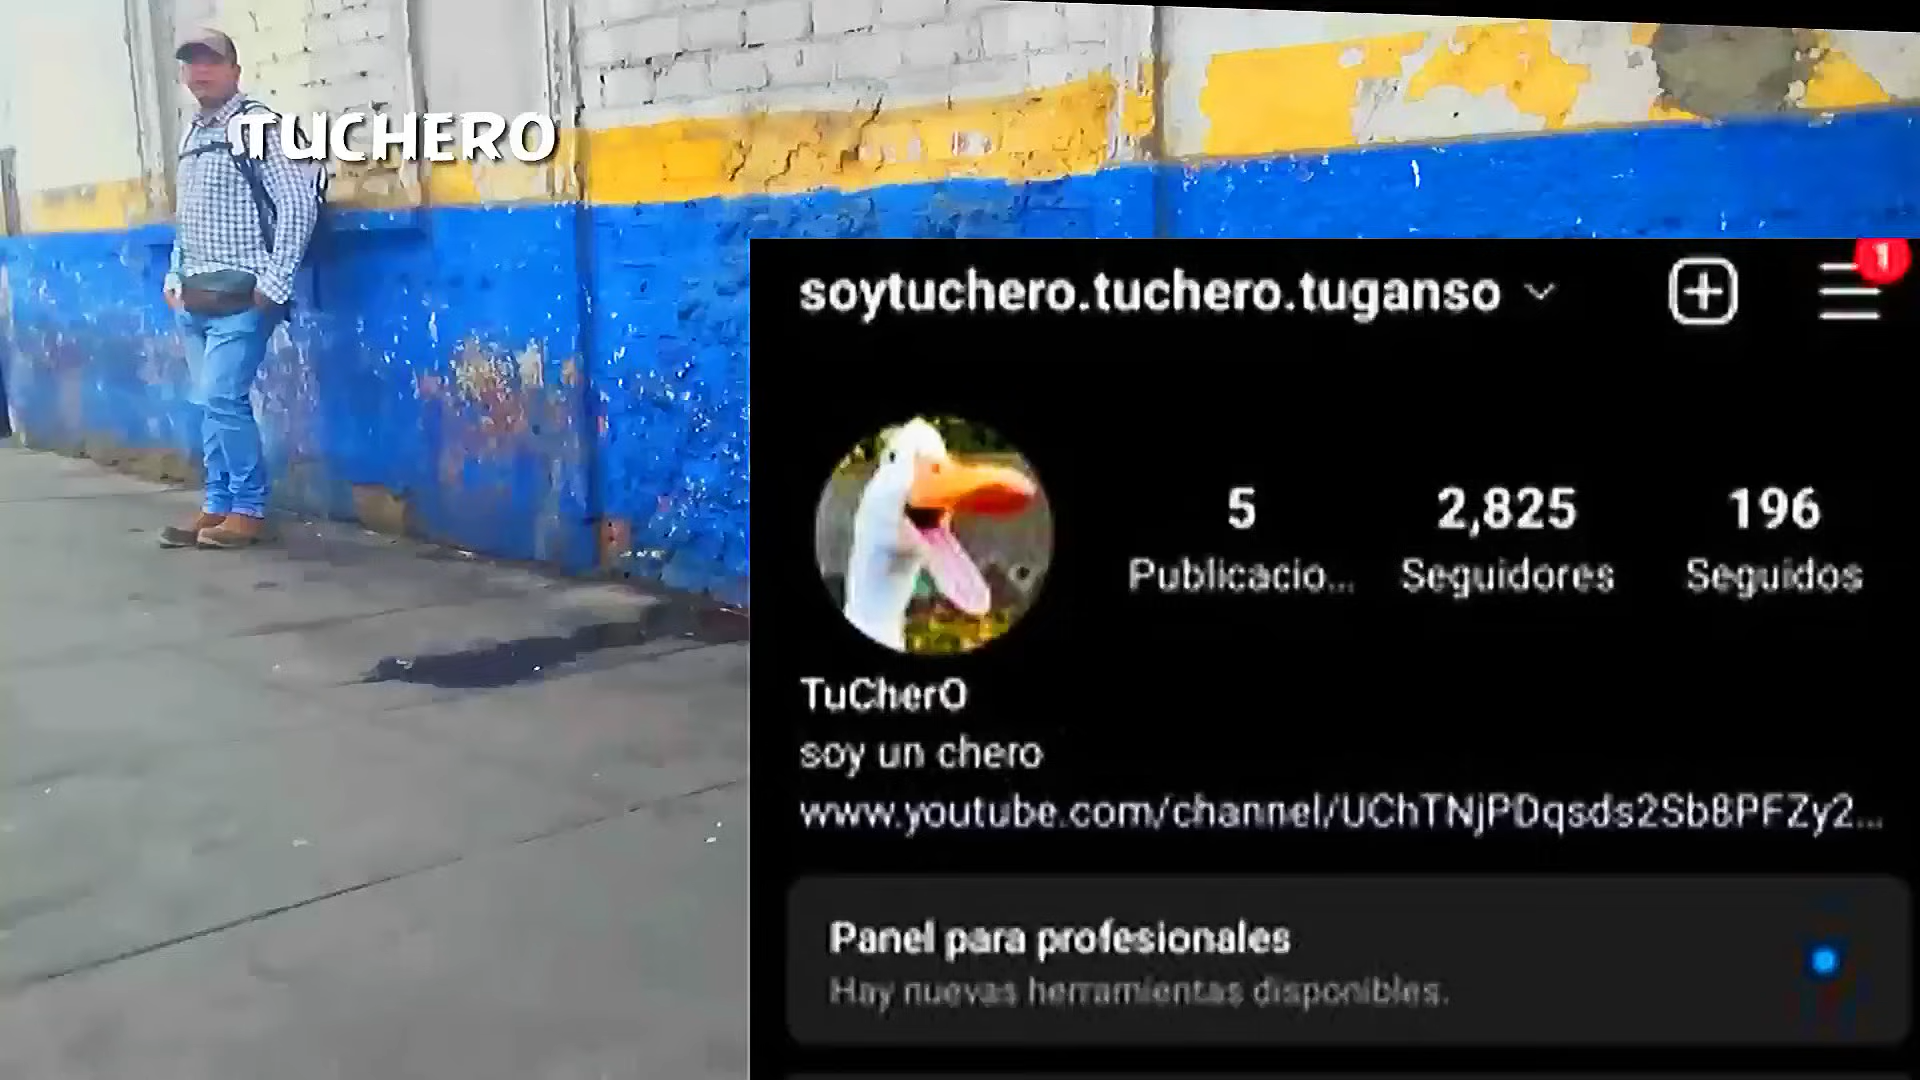 TUCHERO
soytuchero.tuchero.tuganso
1
5
2,825
196
Publicacio...
Seguidores
Seguidos
TuCherO
soy un chero
www.youtube.com/channel/UChTNjPDqsds2Sb8PFZy2...
Panel para profesionales
Hay nuevas herramientas disponibles.